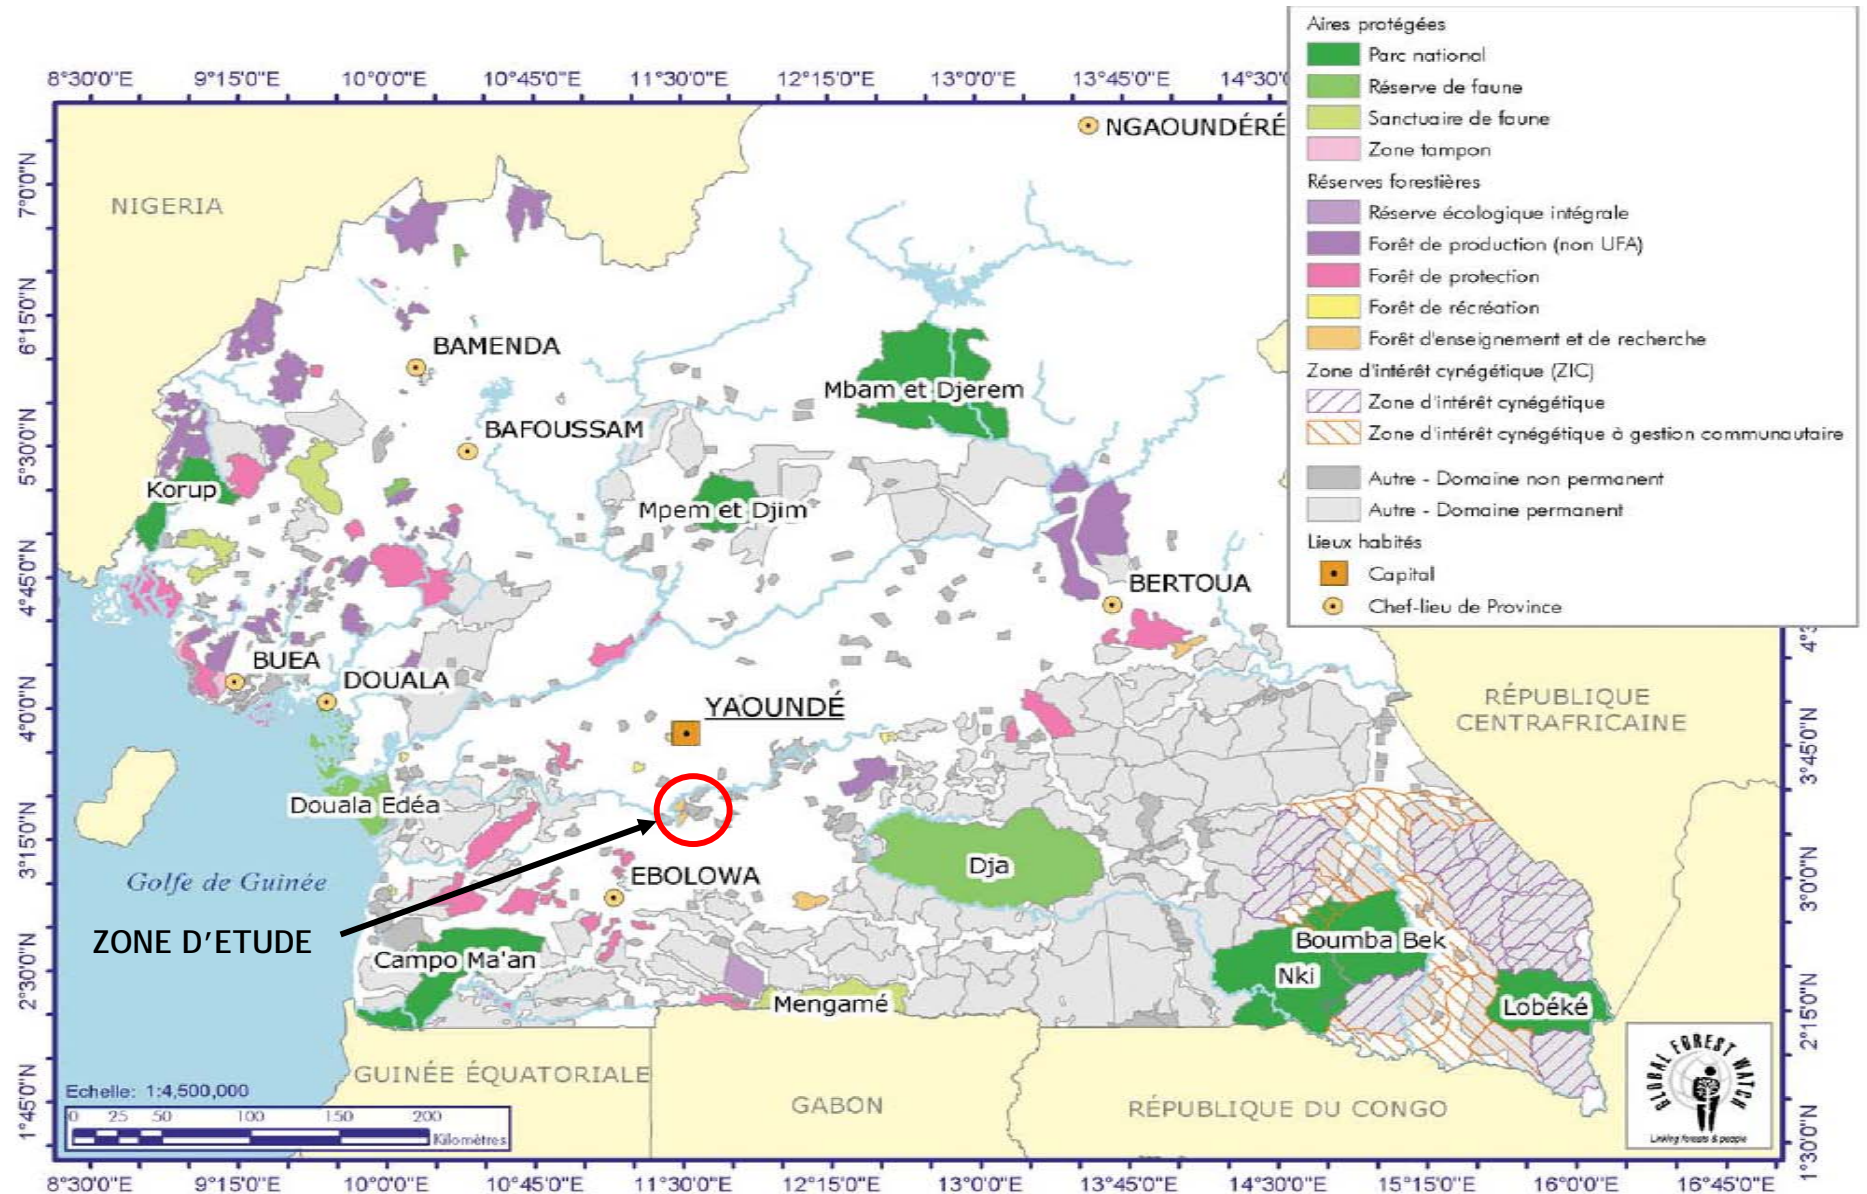 8°30'0"E 9°15'0"E 10°0'0"E 10°45'0"E 11°30'0"E 12°15'0"E 13°0'0"E 13°45'0"E 14°30'0
Aires protégées
Parc national
Réserve de faune
Sanctuaire de faune
Zone tampon
Réserves forestières
Réserve écologique intégrale
Forêt de production (non UFA)
Forêt de protection
Forêt de récréation
Forêt d'enseignement et de recherche
Zone d'intérêt cynégétique (ZIC)
Zone d'intérêt cynégétique
Zone d'intérêt cynégétique à gestion communautaire
Autre - Domaine non permanent
Autre - Domaine permanent
Lieux habités
Capital
Chef-lieu de Province
7°0'0"N
6°15'0"N
5°30'0"N
4°45'0"N
4°0'0"N
3°15'0"N
2°30'0"N
1°45'0"N
NGAOUNDÉRÉ
NIGERIA
BAMENDA
Mbam et Djerem
BAFOUSSAM
Korup
Mpem et Djim
BERTOUA
BUEA
DOUALA
YAOUNDÉ
RÉPUBLIQUE
CENTRAFRICAINE
Douala Edéa
Dja
Golfe de Guinée
EBOLOWA
ZONE D'ETUDE
Campo Ma'an
Boumba Bek
Nki
Mengamé
Lobéké
GUINÉE ÉQUATORIALE
GABON
RÉPUBLIQUE DU CONGO
Echelle: 1:4,500,000
0 25 50 100 150 200
Kilomètres
GLOBAL FOREST WATCH
Linking forests & people
4°3
3°45'0"N
3°0'0"N
2°15'0"N
1°30'0"N
8°30'0"E 9°15'0"E 10°0'0"E 10°45'0"E 11°30'0"E 12°15'0"E 13°0'0"E 13°45'0"E 14°30'0"E 15°15'0"E 16°0'0"E 16°45'0"E